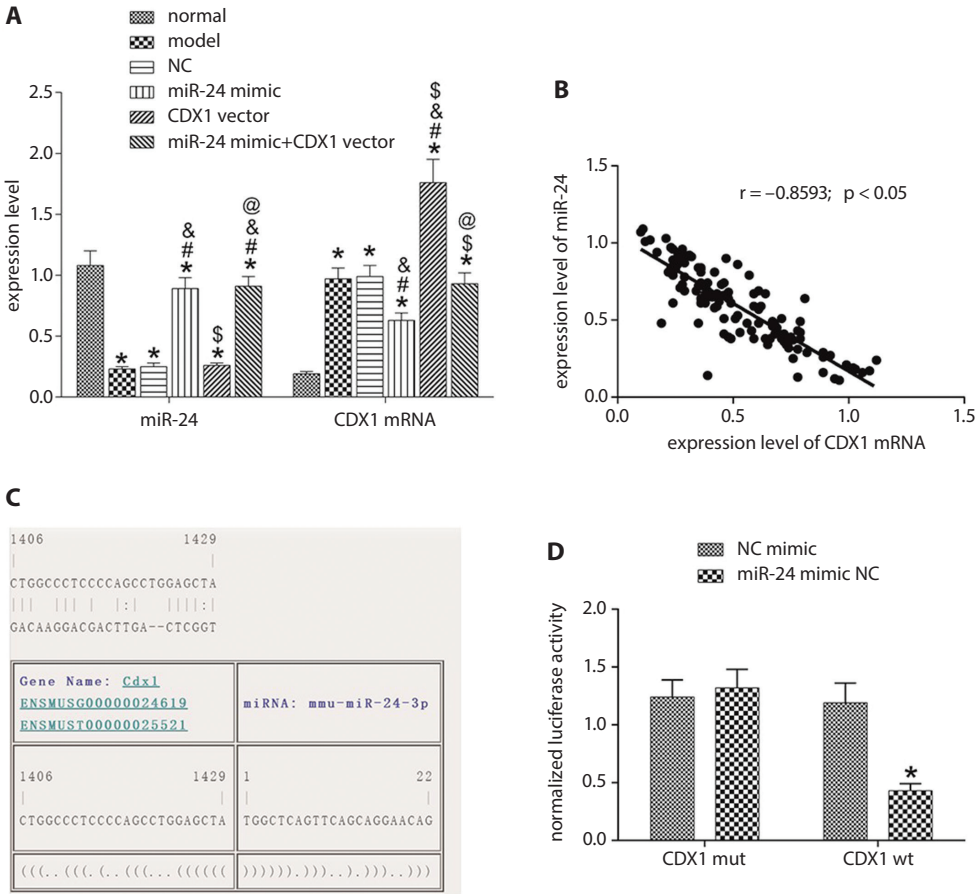 A
normal
model
NC
miR-24 mimic
CDX1 vector
miR-24 mimic+CDX1 vector
expression level
2.5
2.0
1.5
1.0
0.5
0.0
*
*
&
#
*
$
*
@
&
#
*
*
*
&
#
*
$
&
#
*
@
$
*
miR-24
CDX1 mRNA
B
expression level of miR-24
1.5
1.0
0.5
0.0
r = –0.8593; p < 0.05
0.0 0.5 1.0 1.5
expression level of CDX1 mRNA
C
1406 1429
| |
CTGGCCCTCCCCAGCCTGGAGCTA
||| ||| | |:| ||||:|
GACAAGGACGACTTGA--CTCGGT
Gene Name: Cdx1
ENSMUSG00000024619
ENSMUST00000025521
miRNA: mmu-miR-24-3p
1406 1429
| |
CTGGCCCTCCCCAGCCTGGAGCTA
1 22
| |
TGGCTCAGTTCAGCAGGAACAG
(((..(((.(..(((...((((((
)))))).)))..).)))..)))
D
NC mimic
miR-24 mimic NC
normalized luciferase activity
2.0
1.5
1.0
0.5
0.0
*
CDX1 mut
CDX1 wt